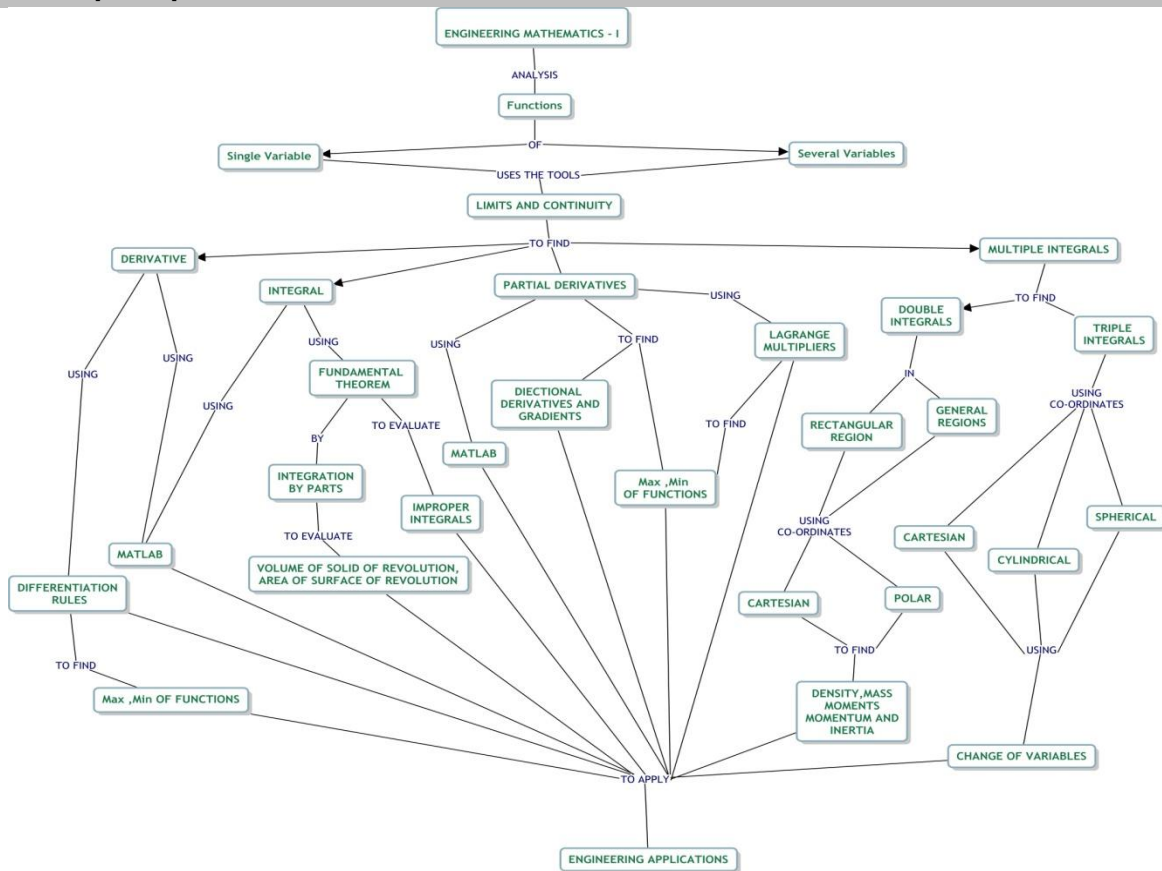 ENGINEERING MATHEMATICS - I
ANALYSIS
Functions
OF
Single Variable
Several Variables
USES THE TOOLS
LIMITS AND CONTINUITY
TO FIND
DERIVATIVE
MULTIPLE INTEGRALS
INTEGRAL
PARTIAL DERIVATIVES
USING
TO FIND
DOUBLE
INTEGRALS
TRIPLE
INTEGRALS
LAGRANGE
MULTIPLIERS
USING
TO FIND
USING
USING
USING
FUNDAMENTAL
THEOREM
IN
USING
CO-ORDINATES
DIECTIONAL
DERIVATIVES AND
GRADIENTS
USING
TO EVALUATE
TO FIND
RECTANGULAR
REGION
GENERAL
REGIONS
BY
MATLAB
INTEGRATION
BY PARTS
Max ,Min
OF FUNCTIONS
IMPROPER
INTEGRALS
SPHERICAL
USING
CO-ORDINATES
TO EVALUATE
CARTESIAN
MATLAB
CYLINDRICAL
VOLUME OF SOLID OF REVOLUTION,
AREA OF SURFACE OF REVOLUTION
DIFFERENTIATION
RULES
CARTESIAN
POLAR
TO FIND
TO FIND
USING
Max ,Min OF FUNCTIONS
DENSITY,MASS
MOMENTS
MOMENTUM AND
INERTIA
CHANGE OF VARIABLES
TO APPLY
ENGINEERING APPLICATIONS